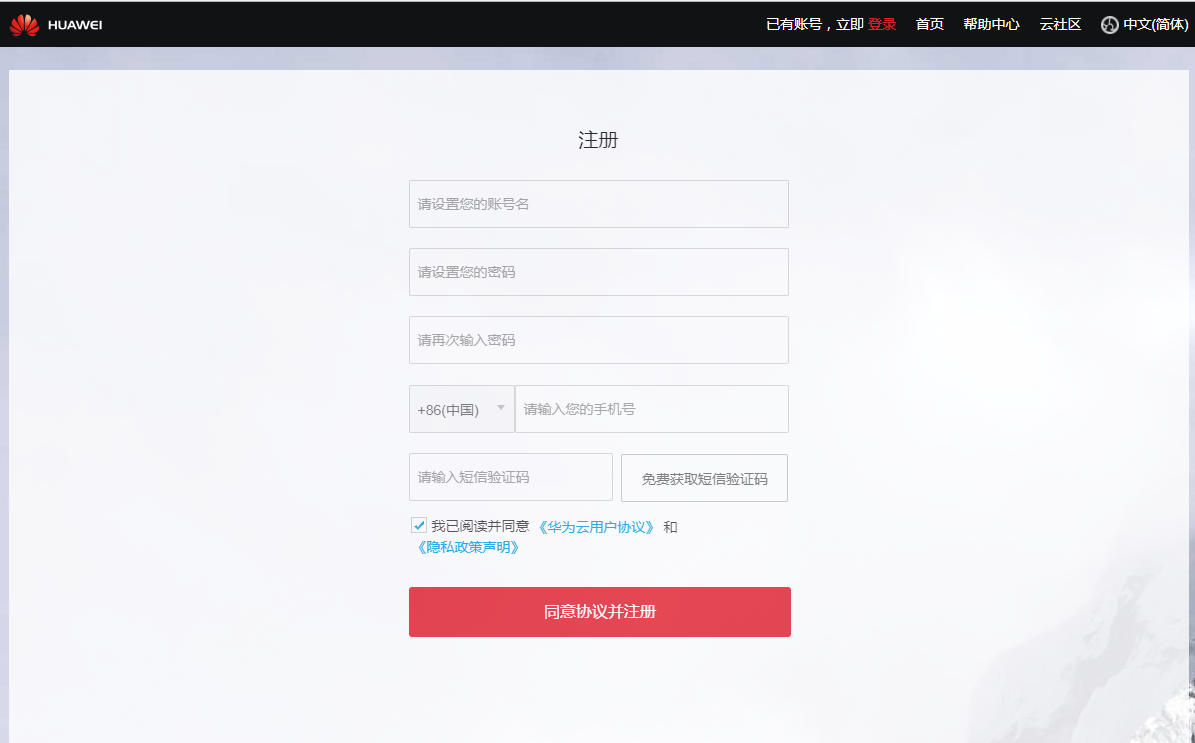 HUAWEI 已有账号，立即 登录 首页 帮助中心 云社区 中文(简体)
注册
请设置您的账号名
请设置您的密码
请再次输入密码
+86(中国) 请输入您的手机号
请输入短信验证码 免费获取短信验证码
我已阅读并同意 《华为云用户协议》 和
《隐私政策声明》
同意协议并注册